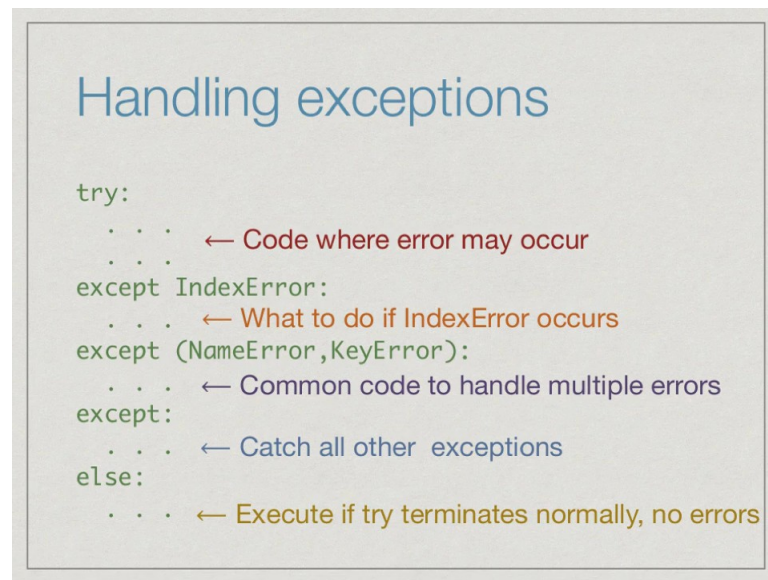 Handling exceptions
try:
. . .
. . . ← Code where error may occur
except IndexError:
. . . ← What to do if IndexError occurs
except (NameError,KeyError):
. . . ← Common code to handle multiple errors
except:
. . . ← Catch all other exceptions
else:
. . . ← Execute if try terminates normally, no errors